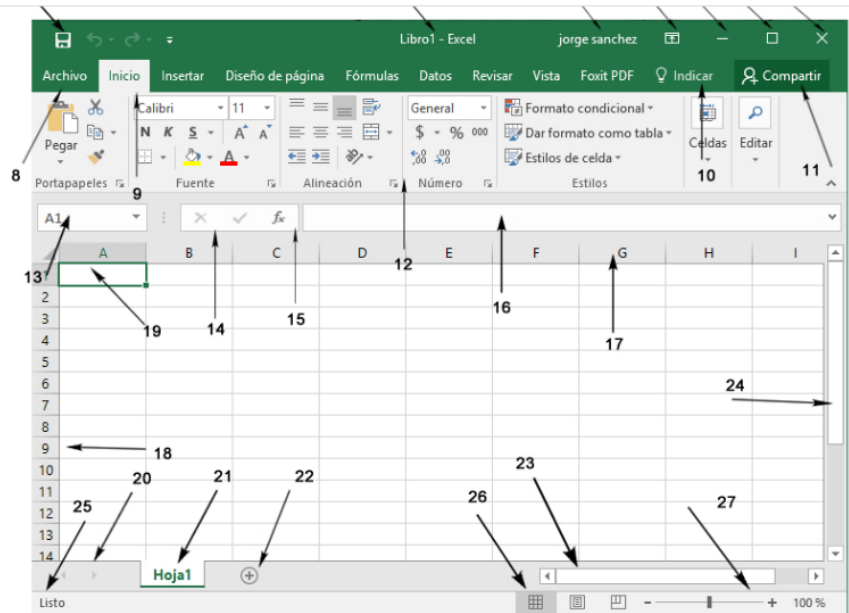 Libro1 - Excel jorge sanchez
Archivo Inicio Insertar Diseño de página Fórmulas Datos Revisar Vista Foxit PDF Indicar Compartir
Calibri 11 General Formato condicional
Pegar N K S A A $ % 000 Dar formato como tabla Celdas Editar
A Estilos de celda
8 9 10 11
Portapapeles Fuente Alineación Número Estilos
A1 fx
12
A B C D E F G H I
13 1
14 15 16 17 19
2
3
4
5
6 24
7
8
9 18
10 20 21 22 23
11 26 27
12 25
13
14
Hoja1
Listo 100 %